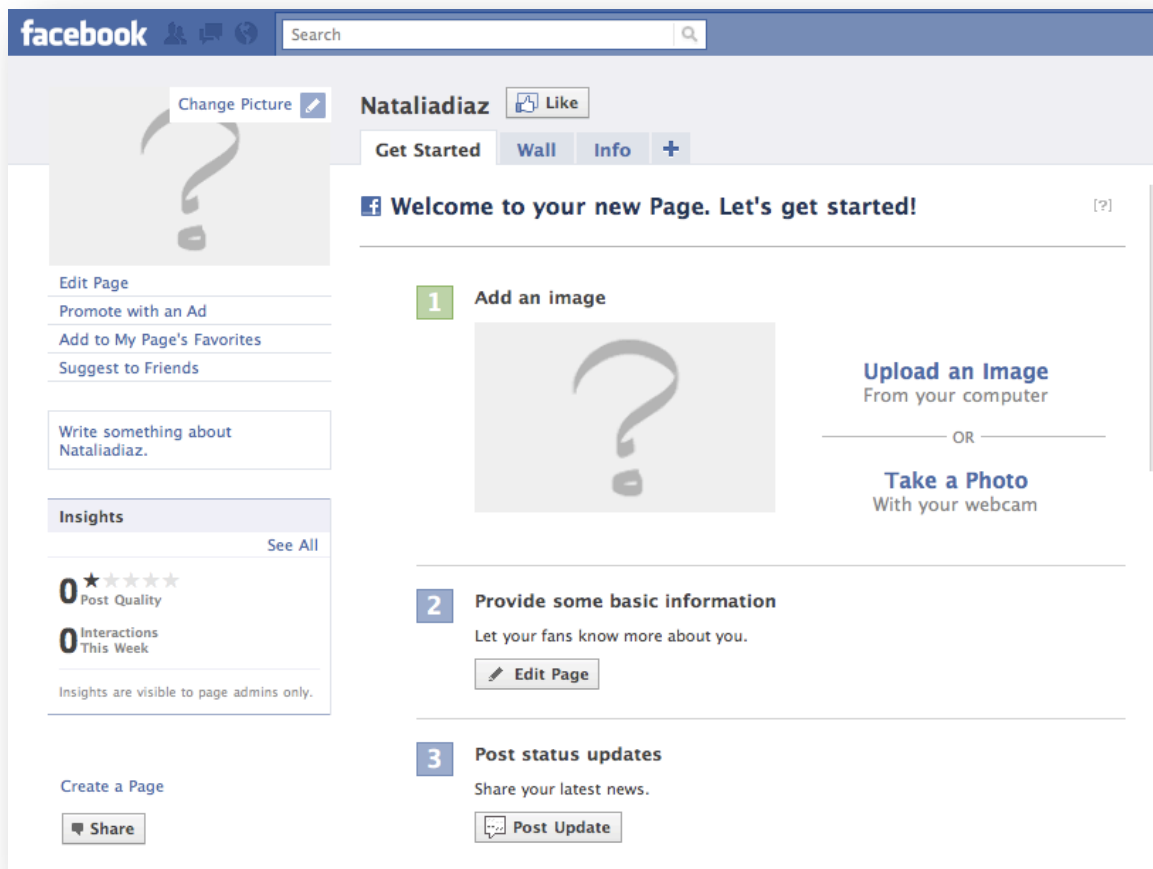 facebook
Search
Change Picture
Nataliadiaz
Like
Get Started
Wall
Info
+
Welcome to your new Page. Let's get started!
[?]
Edit Page
Promote with an Ad
Add to My Page's Favorites
Suggest to Friends
Write something about
Nataliadiaz.
Insights
See All
0
Post Quality
0
Interactions
This Week
Insights are visible to page admins only.
Create a Page
Share
1
Add an image
Upload an Image
From your computer
OR
Take a Photo
With your webcam
2
Provide some basic information
Let your fans know more about you.
Edit Page
3
Post status updates
Share your latest news.
Post Update